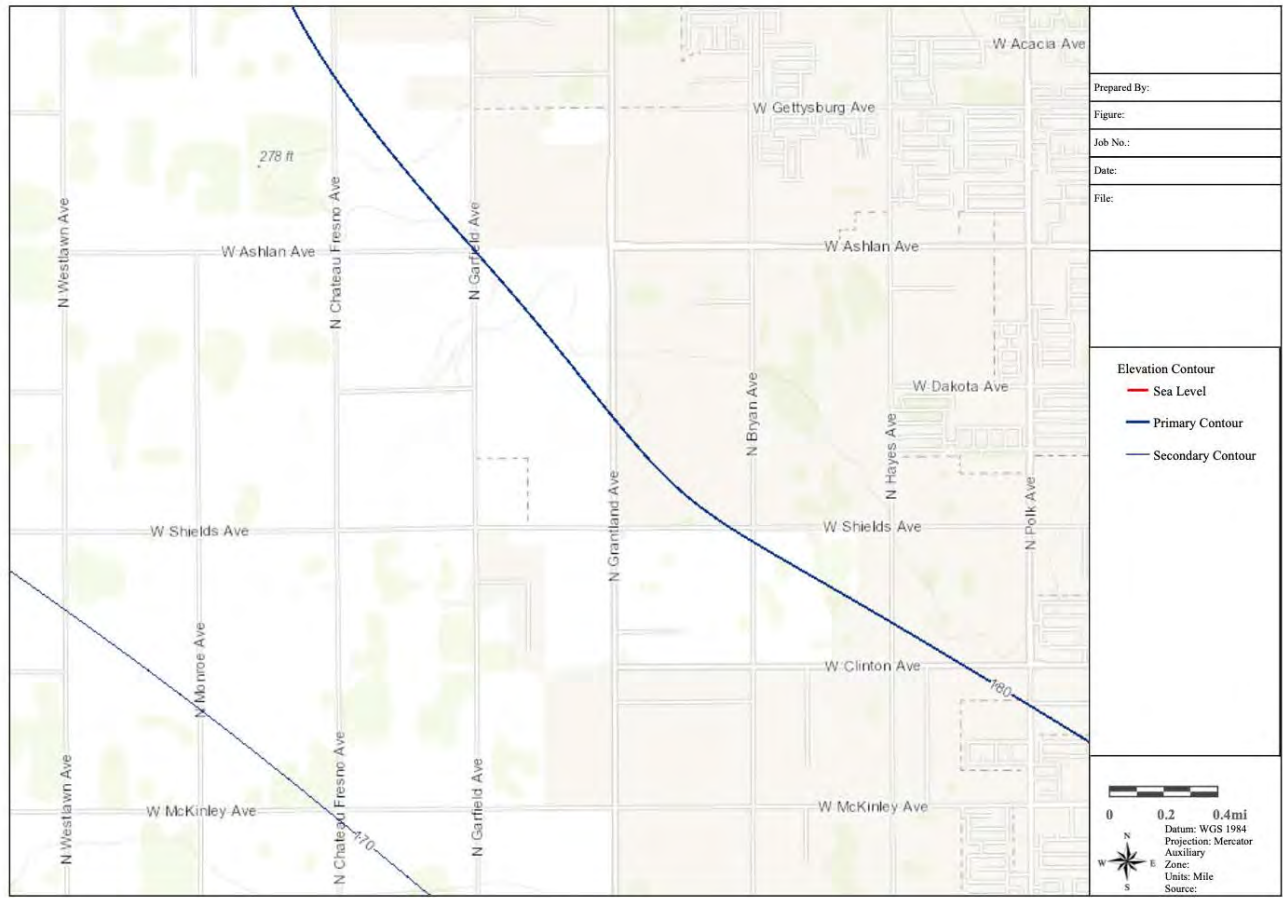 W Acacia Ave
W Gettysburg Ave
278 ft
N Westlawn Ave
N Chateau Fresno Ave
N Garfield Ave
W Ashlan Ave
W Ashlan Ave
N Bryan Ave
W Dakota Ave
N Hayes Ave
N Grantland Ave
N Polk Ave
W Shields Ave
W Shields Ave
N Monroe Ave
W Clinton Ave
180
N Westlawn Ave
W McKinley Ave
N Chateau Fresno Ave
170
N Garfield Ave
W McKinley Ave
Prepared By:
Figure:
Job No.:
Date:
File:
Elevation Contour
Sea Level
Primary Contour
Secondary Contour
0 0.2 0.4mi
N
W E
S
Datum: WGS 1984
Projection: Mercator
Auxiliary
Zone:
Units: Mile
Source: